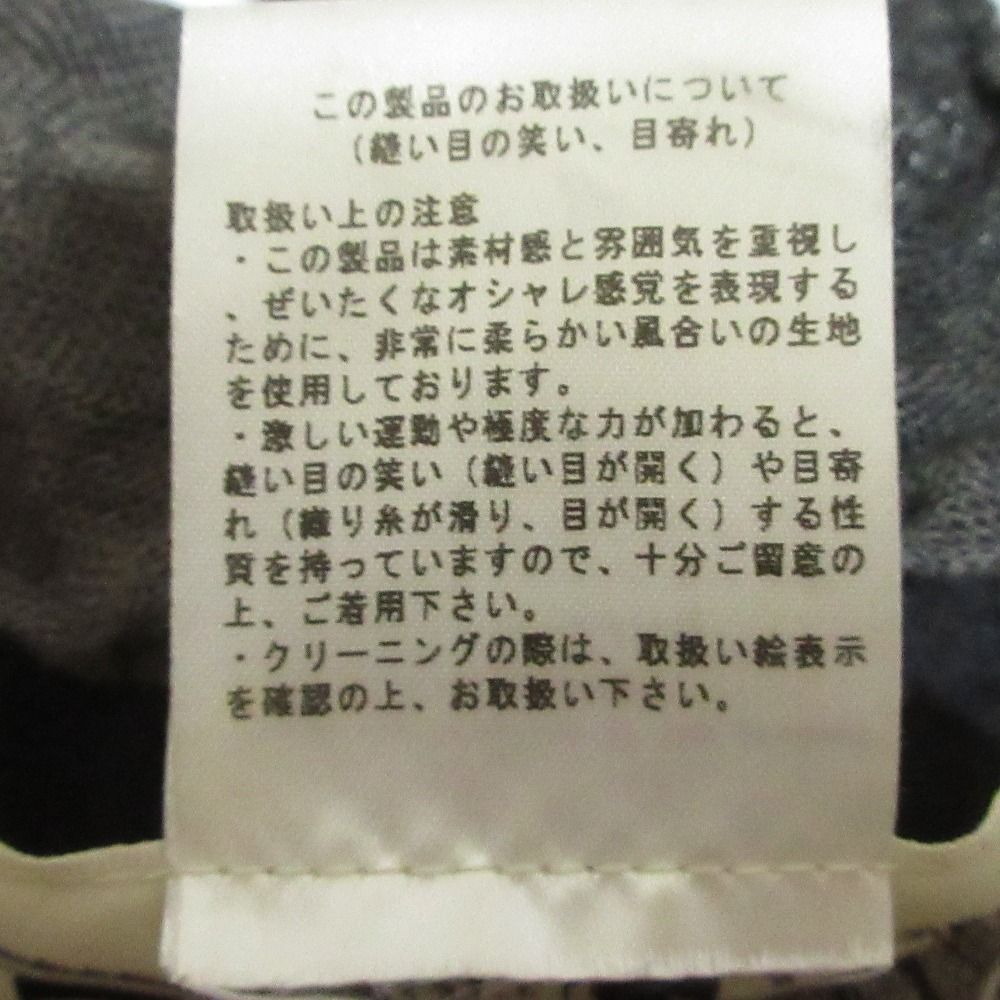 この製品のお取扱いについて
（縫い目の笑い、目寄れ）
取扱い上の注意
・この製品は素材感と雰囲気を重視し
、ぜいたくなオシャレ感覚を表現する
ために、非常に柔らかい風合いの生地
を使用しております。
・激しい運動や極度な力が加わると、
縫い目の笑い（縫い目が開く）や目寄
れ（織り糸が滑り、目が開く）する性
質を持っていますので、十分ご留意の
上、ご着用下さい。
・クリーニングの際は、取扱い絵表示
を確認の上、お取扱い下さい。